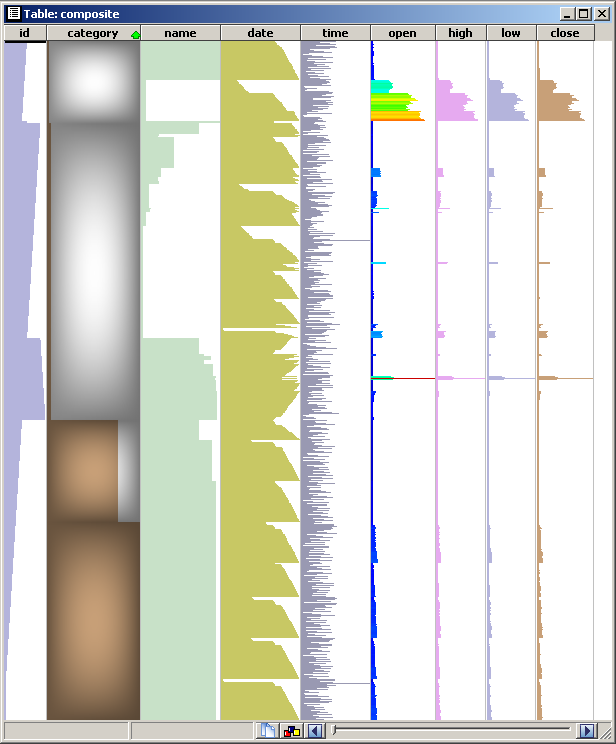 Table: composite
id category name date time open high low close